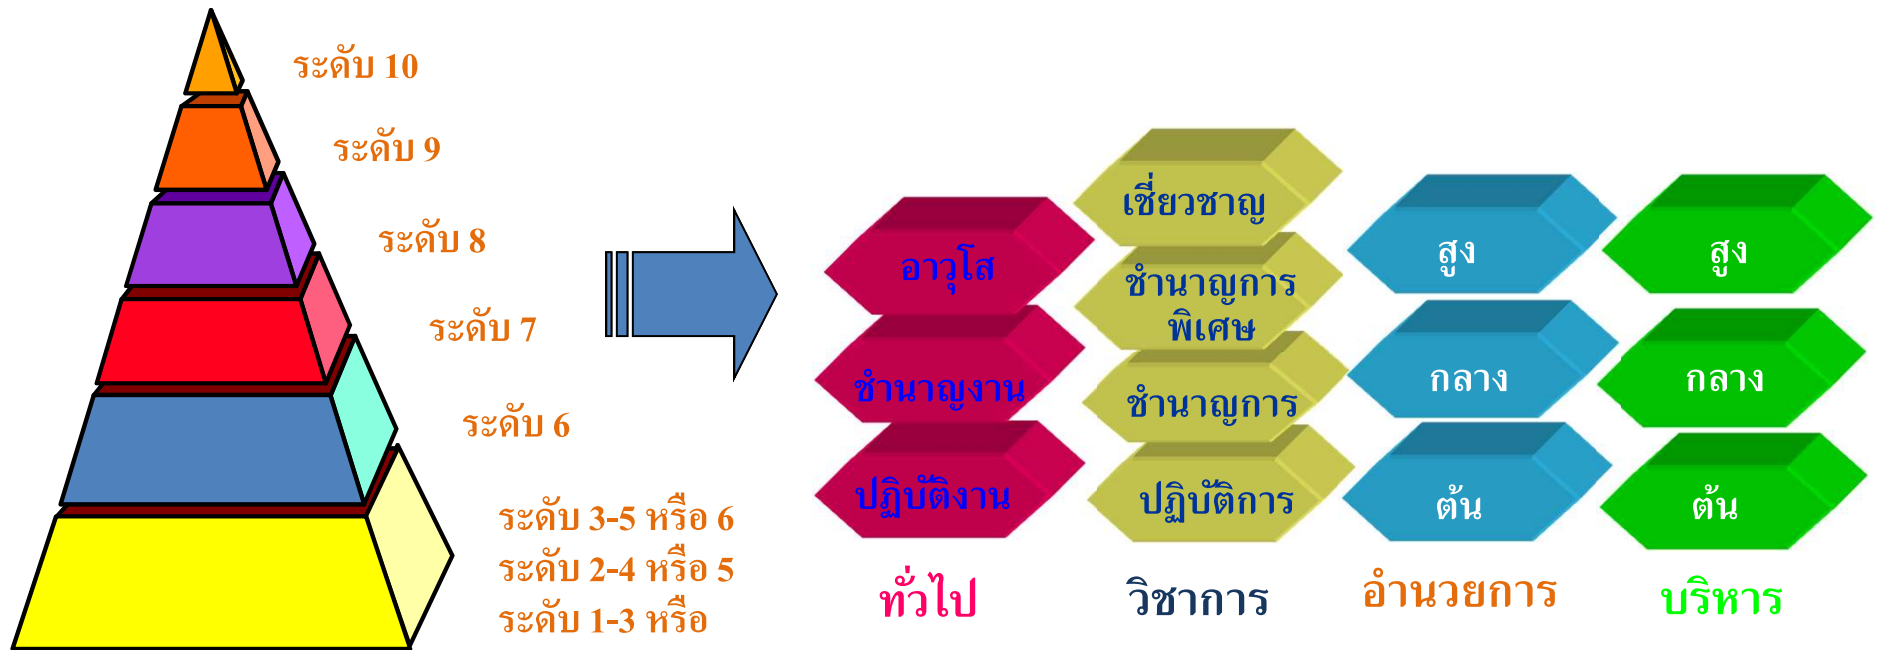 ระดับ 10
ระดับ 9
ระดับ 8
ระดับ 7
ระดับ 6
ระดับ 3-5 หรือ 6
ระดับ 2-4 หรือ 5
ระดับ 1-3 หรือ
อาวุโส
ชำนาญงาน
ปฏิบัติงาน
ทั่วไป
เชี่ยวชาญ
ชำนาญการ
พิเศษ
ชำนาญการ
ปฏิบัติการ
วิชาการ
สูง
กลาง
ต้น
อำนวยการ
สูง
กลาง
ต้น
บริหาร